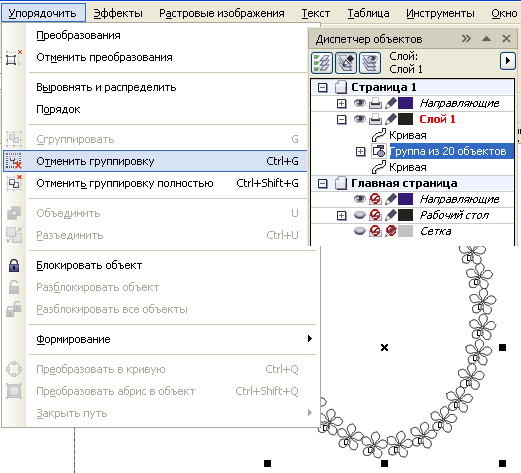 Упорядочить Эффекты Растровые изображения Текст Таблица Инструменты Окно
Преобразования
Отменить преобразования
Выровнять и распределить
Порядок
Сгруппировать G
Отменить группировку Ctrl+G
Отменить группировку полностью Ctrl+Shift+G
Объединить U
Разъединить Ctrl+U
Блокировать объект
Разблокировать объект
Разблокировать все объекты
Формирование
Преобразовать в кривую Ctrl+Q
Преобразовать абрис в объект Ctrl+Shift+Q
Закрыть путь
Диспетчер объектов
Слой:
Слой 1
Страница 1
Направляющие
Слой 1
Кривая
Группа из 20 объектов
Кривая
Главная страница
Направляющие
Рабочий стол
Сетка